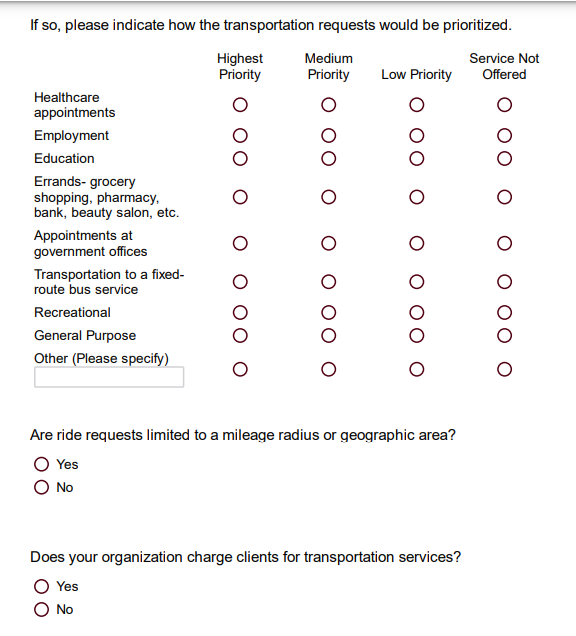 If so, please indicate how the transportation requests would be prioritized.
Highest Priority
Medium Priority
Low Priority
Service Not Offered
Healthcare
appointments
Employment
Education
Errands- grocery
shopping, pharmacy,
bank, beauty salon, etc.
Appointments at
government offices
Transportation to a fixed-
route bus service
Recreational
General Purpose
Other (Please specify)
Are ride requests limited to a mileage radius or geographic area?
Yes
No
Does your organization charge clients for transportation services?
Yes
No